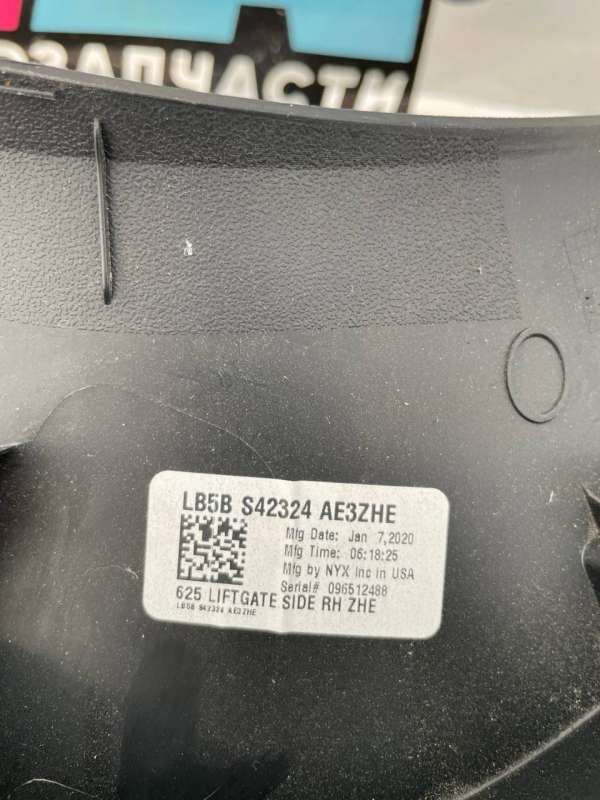 ОЗАПЧАСТИ
LB5B S42324 AE3ZHE
Mfg Date: Jan 7,2020
Mfg Time: 06:18:25
Mfg by NYX Inc in USA
Serial# 096512488
625 LIFTGATE SIDE RH ZHE
LB5B S42324 AE3ZHE